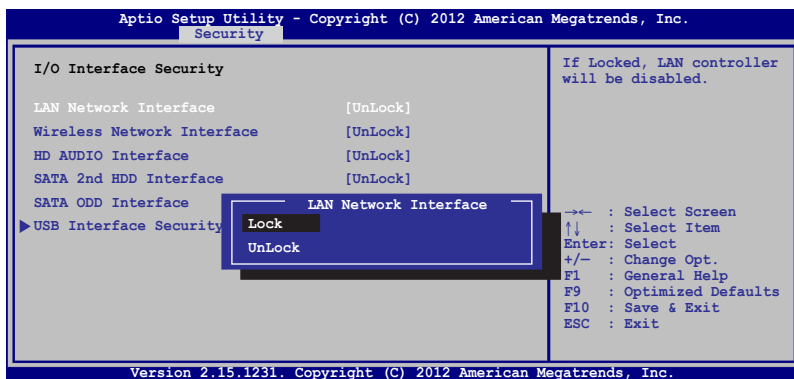 Aptio Setup Utility - Copyright (C) 2012 American Megatrends, Inc.
Security
I/O Interface Security
LAN Network Interface [UnLock]
Wireless Network Interface [UnLock]
HD AUDIO Interface [UnLock]
SATA 2nd HDD Interface [UnLock]
SATA ODD Interface
USB Interface Security
LAN Network Interface
Lock
UnLock
If Locked, LAN controller
will be disabled.
→← : Select Screen
↑↓ : Select Item
Enter: Select
+/— : Change Opt.
F1 : General Help
F9 : Optimized Defaults
F10 : Save & Exit
ESC : Exit
Version 2.15.1231. Copyright (C) 2012 American Megatrends, Inc.